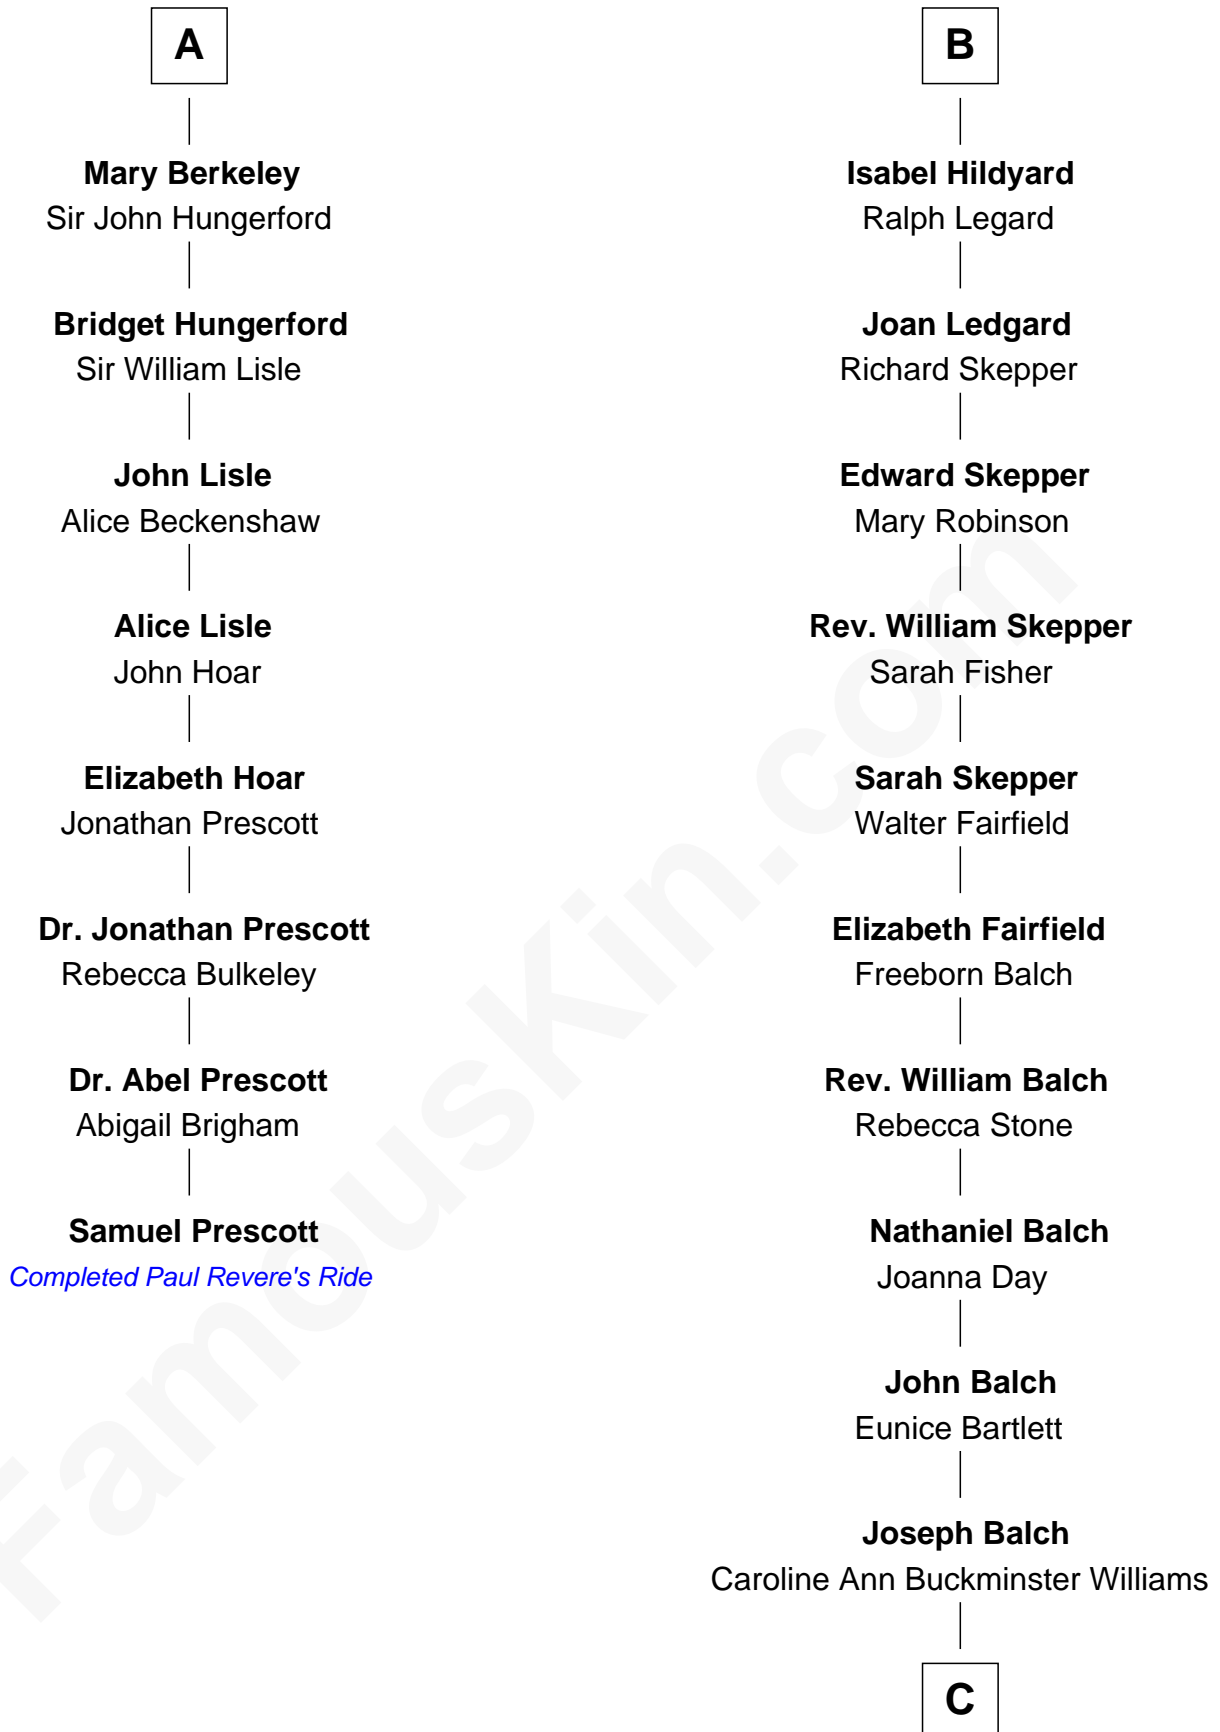 A
Mary Berkeley
Sir John Hungerford
Bridget Hungerford
Sir William Lisle
John Lisle
Alice Beckenshaw
Alice Lisle
John Hoar
Elizabeth Hoar
Jonathan Prescott
Dr. Jonathan Prescott
Rebecca Bulkeley
Dr. Abel Prescott
Abigail Brigham
Samuel Prescott
Completed Paul Revere's Ride
B
Isabel Hildyard
Ralph Legard
Joan Ledgard
Richard Skepper
Edward Skepper
Mary Robinson
Rev. William Skepper
Sarah Fisher
Sarah Skepper
Walter Fairfield
Elizabeth Fairfield
Freeborn Balch
Rev. William Balch
Rebecca Stone
Nathaniel Balch
Joanna Day
John Balch
Eunice Bartlett
Joseph Balch
Caroline Ann Buckminster Williams
C
FamousKin.com